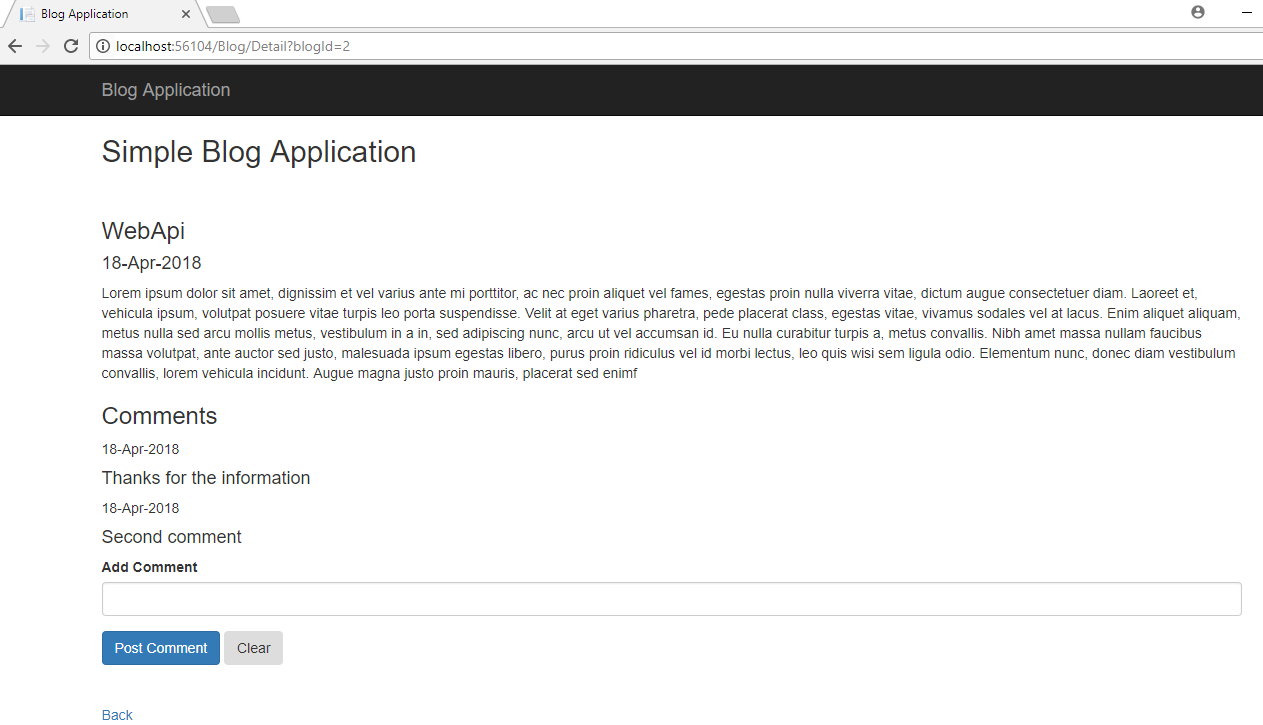 Blog Application
localhost:56104/Blog/Detail?blogId=2
Blog Application
Simple Blog Application
WebApi
18-Apr-2018
Lorem ipsum dolor sit amet, dignissim et vel varius ante mi porttitor, ac nec proin aliquet vel fames, egestas proin nulla viverra vitae, dictum augue consectetuer diam. Laoreet et,
vehicula ipsum, volutpat posuere vitae turpis leo porta suspendisse. Velit at eget varius pharetra, pede placerat class, egestas vitae, vivamus sodales vel at lacus. Enim aliquet aliquam,
metus nulla sed arcu mollis metus, vestibulum in a in, sed adipiscing nunc, arcu ut vel accumsan id. Eu nulla curabitur turpis a, metus convallis. Nibh amet massa nullam faucibus
massa volutpat, ante auctor sed justo, malesuada ipsum egestas libero, purus proin ridiculus vel id morbi lectus, leo quis wisi sem ligula odio. Elementum nunc, donec diam vestibulum
convallis, lorem vehicula incidunt. Augue magna justo proin mauris, placerat sed enimf
Comments
18-Apr-2018
Thanks for the information
18-Apr-2018
Second comment
Add Comment
Post Comment Clear
Back